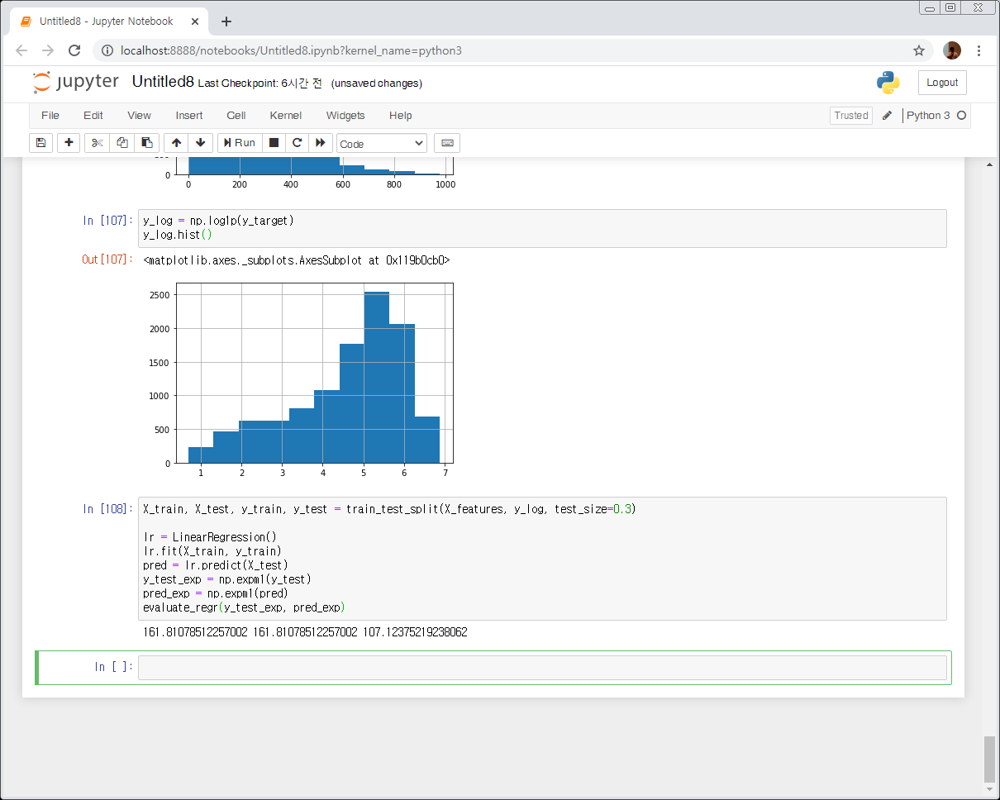 Untitled8 - Jupyter Notebook
localhost:8888/notebooks/Untitled8.ipynb?kernel_name=python3
jupyter Untitled8 Last Checkpoint: 6시간 전 (unsaved changes) Logout
File Edit View Insert Cell Kernel Widgets Help Trusted Python 3
Run Code
0
0 200 400 600 800 1000
In [107]: y_log = np.log1p(y_target)
y_log.hist()
Out[107]: <matplotlib.axes._subplots.AxesSubplot at 0x119b0cb0>
2500
2000
1500
1000
500
0
1 2 3 4 5 6 7
In [108]: X_train, X_test, y_train, y_test = train_test_split(X_features, y_log, test_size=0.3)
lr = LinearRegression()
lr.fit(X_train, y_train)
pred = lr.predict(X_test)
y_test_exp = np.expm1(y_test)
pred_exp = np.expm1(pred)
evaluate_regr(y_test_exp, pred_exp)
161.81078512257002 161.81078512257002 107.12375219238062
In [ ]: